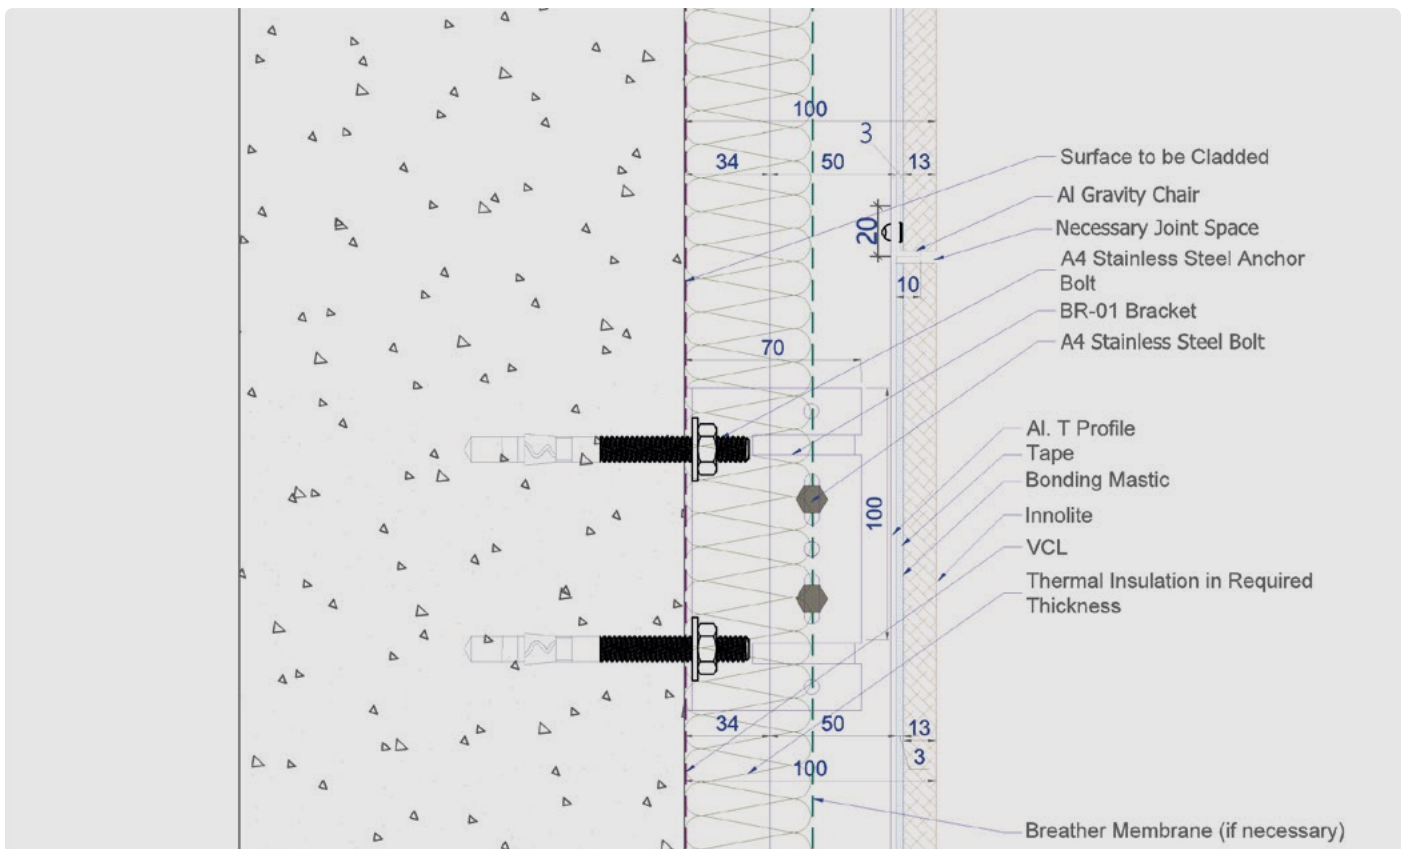 100
3
34 50 13
Surface to be Cladded
Al Gravity Chair
20
Necessary Joint Space
A4 Stainless Steel Anchor
Bolt
10
BR-01 Bracket
A4 Stainless Steel Bolt
70
Al. T Profile
Tape
Bonding Mastic
100
Innolite
VCL
Thermal Insulation in Required
Thickness
34 50 13
3
100
Breather Membrane (if necessary)